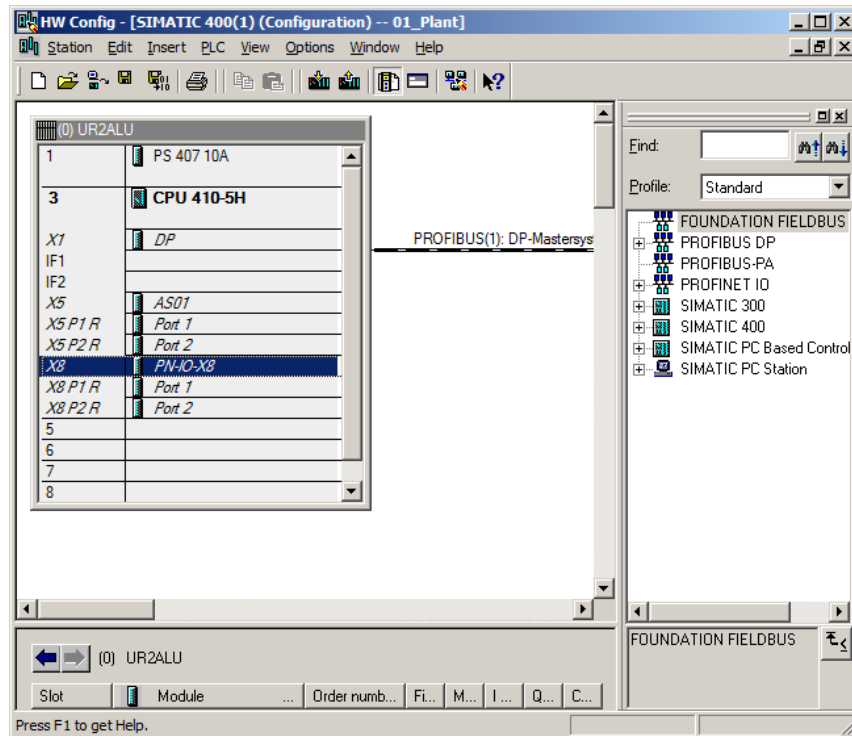 HW Config - [SIMATIC 400(1) (Configuration) -- 01_Plant]
Station Edit Insert PLC View Options Window Help
(0) UR2ALU
1 PS 407 10A
3 CPU 410-5H
X1 DP
IF1
IF2
X5 AS01
X5 P1 R Port 1
X5 P2 R Port 2
X8 PN-IO-X8
X8 P1 R Port 1
X8 P2 R Port 2
5
6
7
8
PROFIBUS(1): DP-Mastersys
Find:
Profile: Standard
FOUNDATION FIELDBUS
PROFIBUS DP
PROFIBUS-PA
PROFINET IO
SIMATIC 300
SIMATIC 400
SIMATIC PC Based Control
SIMATIC PC Station
(0) UR2ALU
Slot Module ... Order numb... Fi... M... I ... Q... C...
FOUNDATION FIELDBUS
Press F1 to get Help.